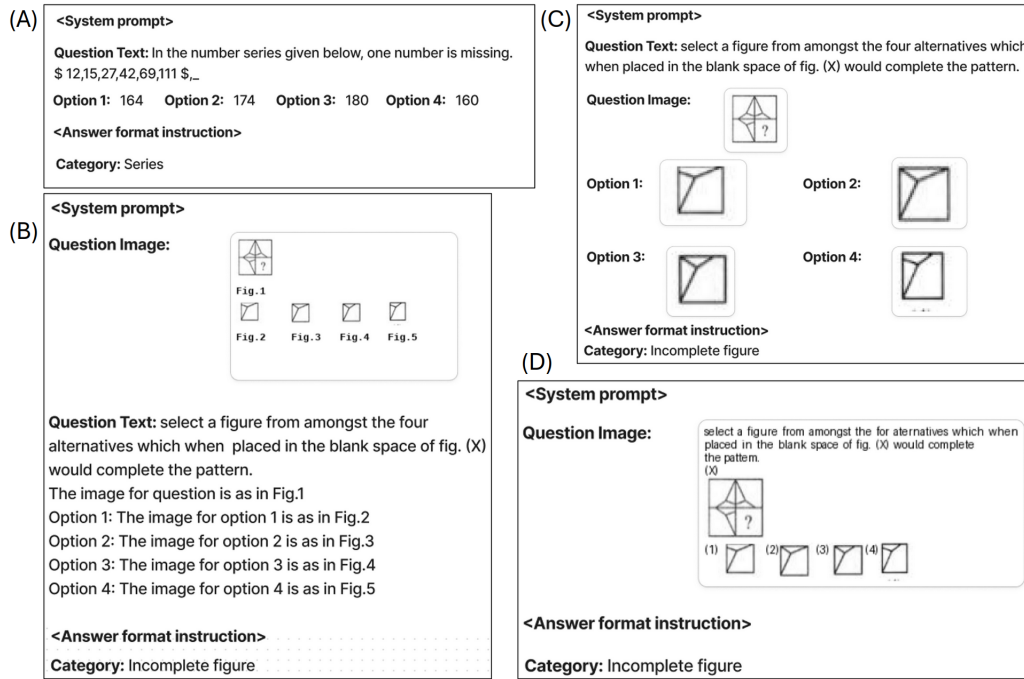 (A)
<System prompt>
Question Text: In the number series given below, one number is missing.
$ 12,15,27,42,69,111 $,_
Option 1: 164 Option 2: 174 Option 3: 180 Option 4: 160
<Answer format instruction>
Category: Series
(B)
<System prompt>
Question Image:
?
Fig.1
Fig.2 Fig.3 Fig.4 Fig.5
Question Text: select a figure from amongst the four
alternatives which when placed in the blank space of fig. (X)
would complete the pattern.
The image for question is as in Fig.1
Option 1: The image for option 1 is as in Fig.2
Option 2: The image for option 2 is as in Fig.3
Option 3: The image for option 3 is as in Fig.4
Option 4: The image for option 4 is as in Fig.5
<Answer format instruction>
Category: Incomplete figure
(C)
<System prompt>
Question Text: select a figure from amongst the four alternatives which
when placed in the blank space of fig. (X) would complete the pattern.
Question Image:
?
Option 1: Option 2:
Option 3: Option 4:
<Answer format instruction>
Category: Incomplete figure
(D)
<System prompt>
Question Image:
select a figure from amongst the for aternatives which when
placed in the blank space of fig. (X) would complete
the pattem.
(X)
?
(1) (2) (3) (4)
<Answer format instruction>
Category: Incomplete figure